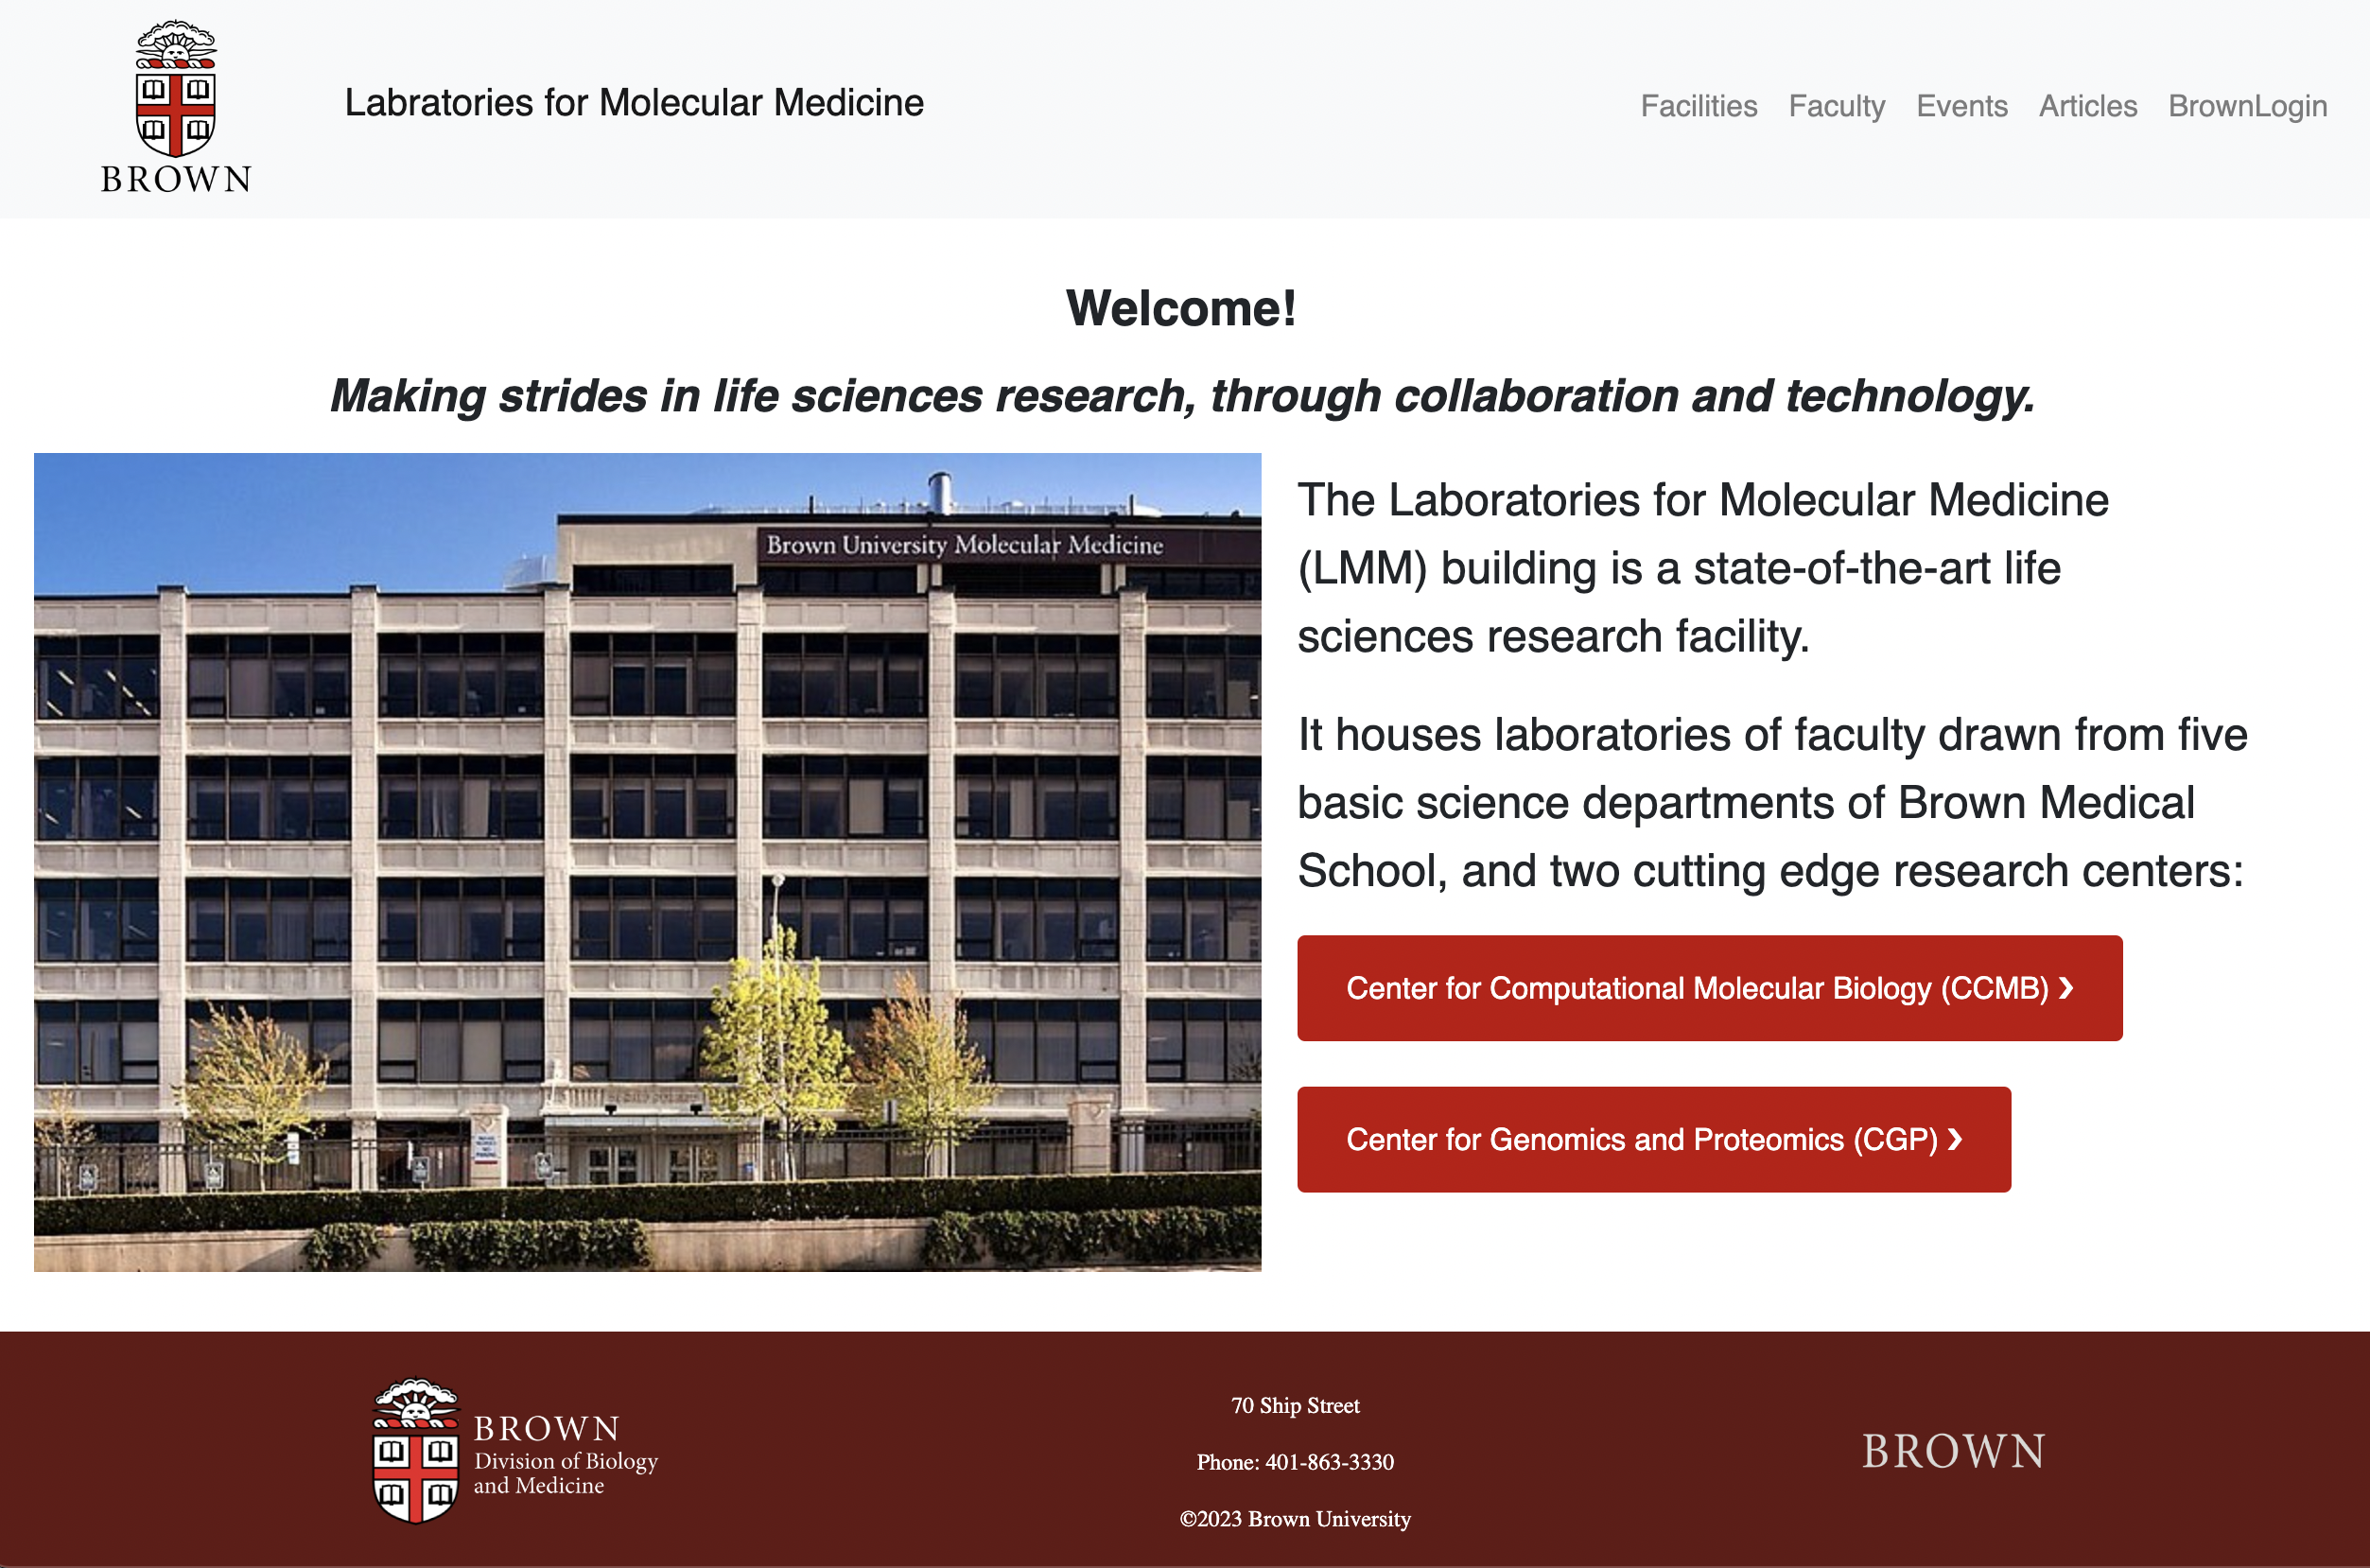 BROWN
Labratories for Molecular Medicine
Facilities Faculty Events Articles BrownLogin
Welcome!
Making strides in life sciences research, through collaboration and technology.
Brown University Molecular Medicine
The Laboratories for Molecular Medicine
(LMM) building is a state-of-the-art life
sciences research facility.
It houses laboratories of faculty drawn from five
basic science departments of Brown Medical
School, and two cutting edge research centers:
Center for Computational Molecular Biology (CCMB) ❯
Center for Genomics and Proteomics (CGP) ❯
BROWN
Division of Biology
and Medicine
70 Ship Street
Phone: 401-863-3330
©2023 Brown University
BROWN